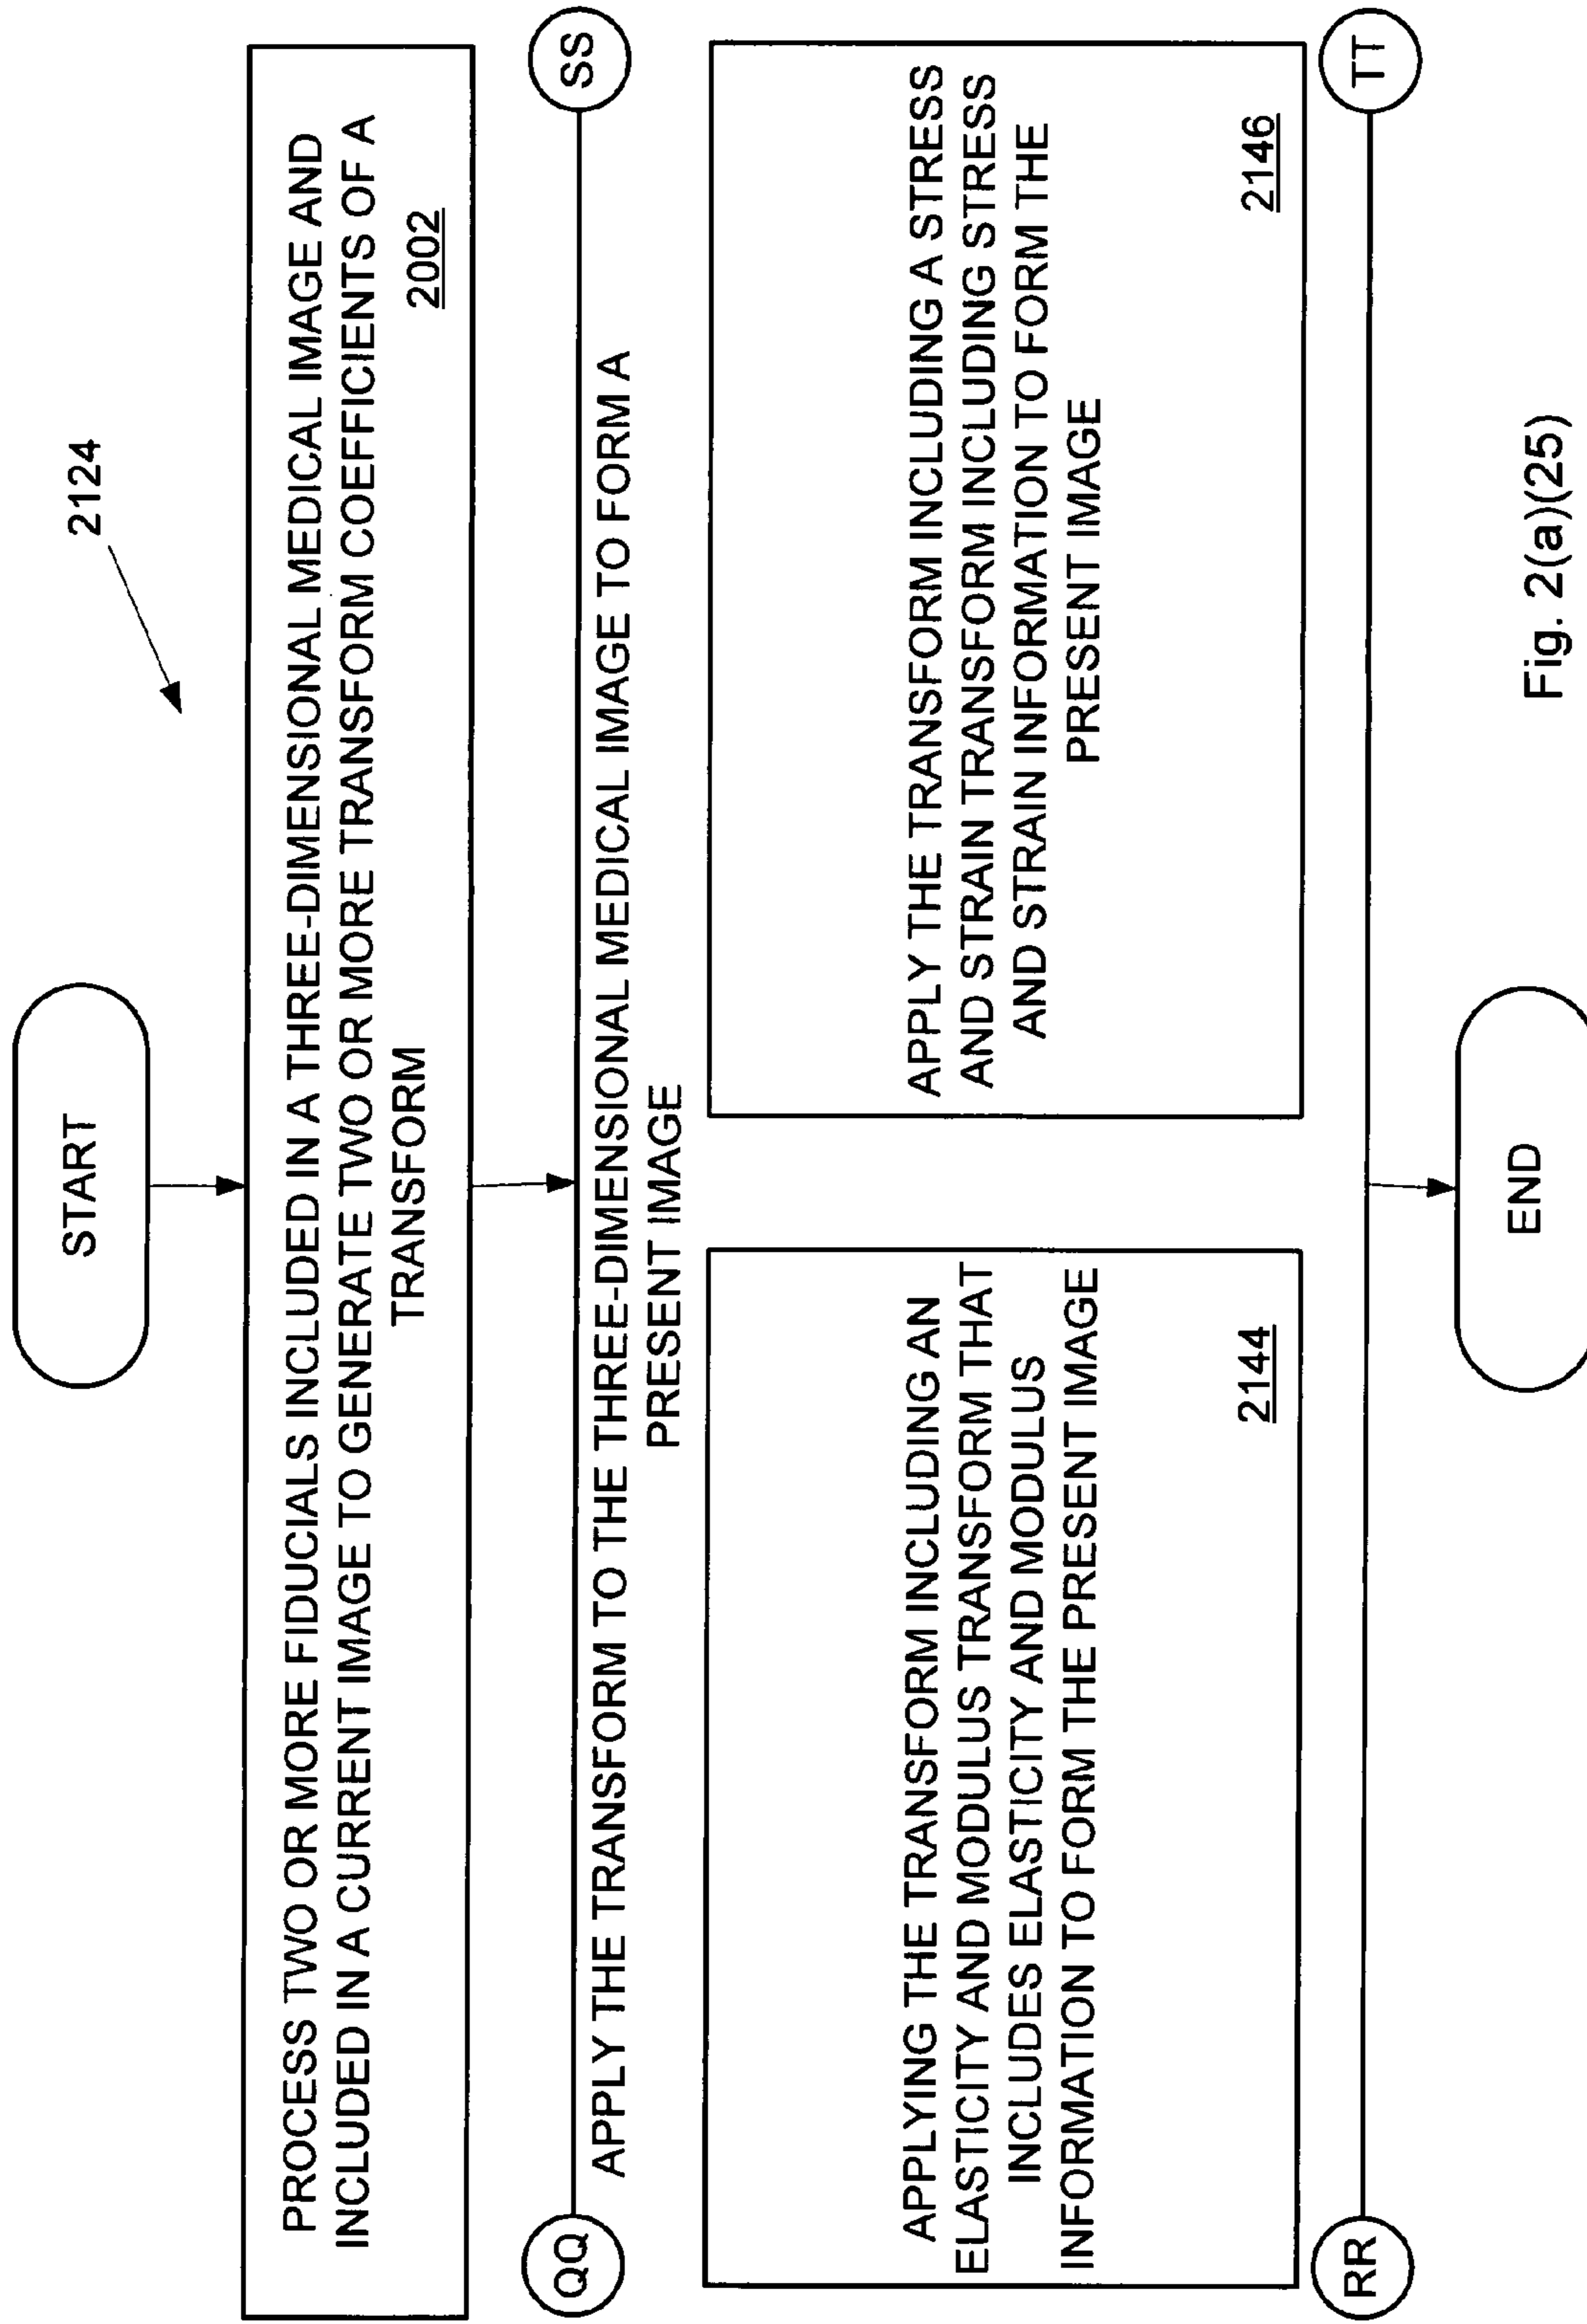 2124
START
PROCESS TWO OR MORE FIDUCIALS INCLUDED IN A THREE-DIMENSIONAL MEDICAL IMAGE AND
INCLUDED IN A CURRENT IMAGE TO GENERATE TWO OR MORE TRANSFORM COEFFICIENTS OF A
TRANSFORM
2002
QQ
SS
APPLY THE TRANSFORM TO THE THREE-DIMENSIONAL MEDICAL IMAGE TO FORM A
PRESENT IMAGE
APPLYING THE TRANSFORM INCLUDING AN
ELASTICITY AND MODULUS TRANSFORM THAT
INCLUDES ELASTICITY AND MODULUS
INFORMATION TO FORM THE PRESENT IMAGE
2144
APPLY THE TRANSFORM INCLUDING A STRESS
AND STRAIN TRANSFORM INCLUDING STRESS
AND STRAIN INFORMATION TO FORM THE
PRESENT IMAGE
2146
RR
TT
END
Fig. 2(a)(25)